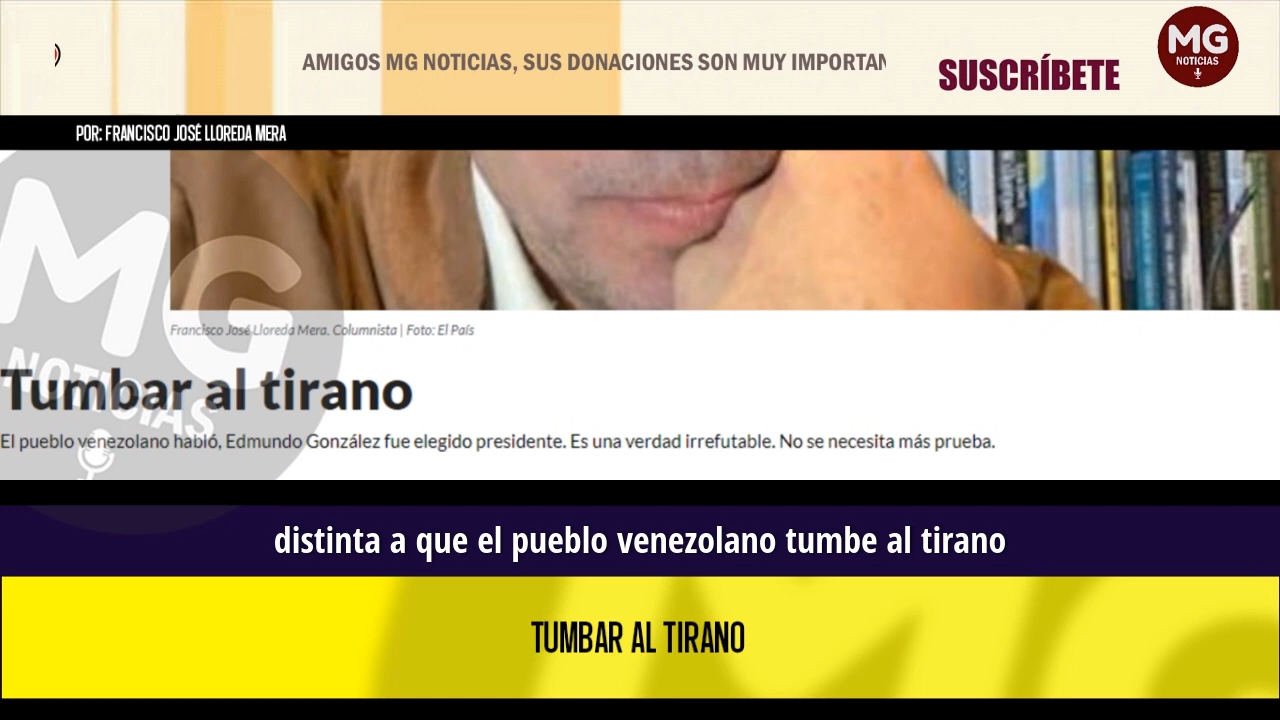 AMIGOS MG NOTICIAS, SUS DONACIONES SON MUY
SUSCRÍBETE
MG
NOTICIAS
POR: FRANCISCO JOSÉ LLOREDA MERA
MG
NOTICIAS
Francisco José Lloreda Mera. Columnista | Foto: El País
Tumbar al tirano
El pueblo venezolano habló, Edmundo González fue elegido presidente. Es una verdad irrefutable. No se necesita más prueba.
distinta a que el pueblo venezolano tumbe al tirano
TUMBAR AL TIRANO